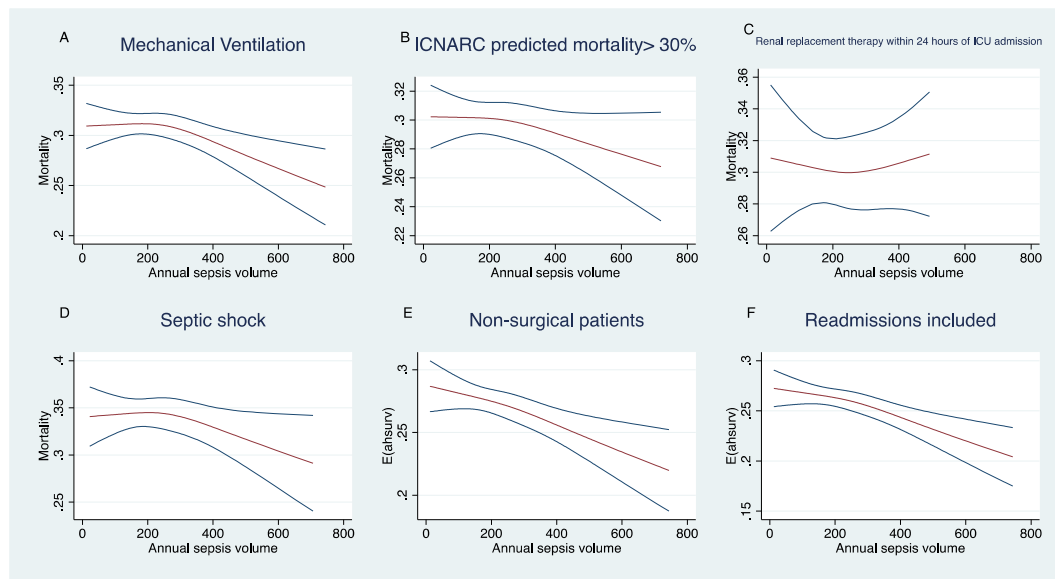 A
Mechanical Ventilation
.35
.3
.25
.2
Mortality
0 200 400 600 800
Annual sepsis volume
B
ICNARC predicted mortality> 30%
.32
.3
.28
.26
.24
.22
Mortality
0 200 400 600 800
Annual sepsis volume
C
Renal replacement therapy within 24 hours of ICU admission
.36
.34
.32
.3
.28
.26
Mortality
0 200 400 600 800
Annual sepsis volume
D
Septic shock
.4
.35
.3
.25
Mortality
0 200 400 600 800
Annual sepsis volume
E
Non-surgical patients
.3
.25
.2
E(ahsurv)
0 200 400 600 800
Annual sepsis volume
F
Readmissions included
.3
.25
.2
.15
E(ahsurv)
0 200 400 600 800
Annual sepsis volume